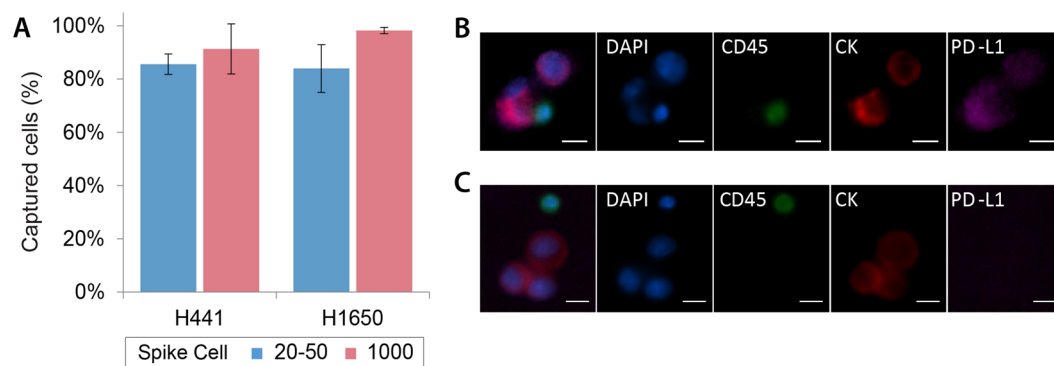 A
Captured cells (%)
100%
80%
60%
40%
20%
0%
H441 H1650
Spike Cell 20-50 1000
B
DAPI CD45 CK PD-L1
C
DAPI CD45 CK PD-L1